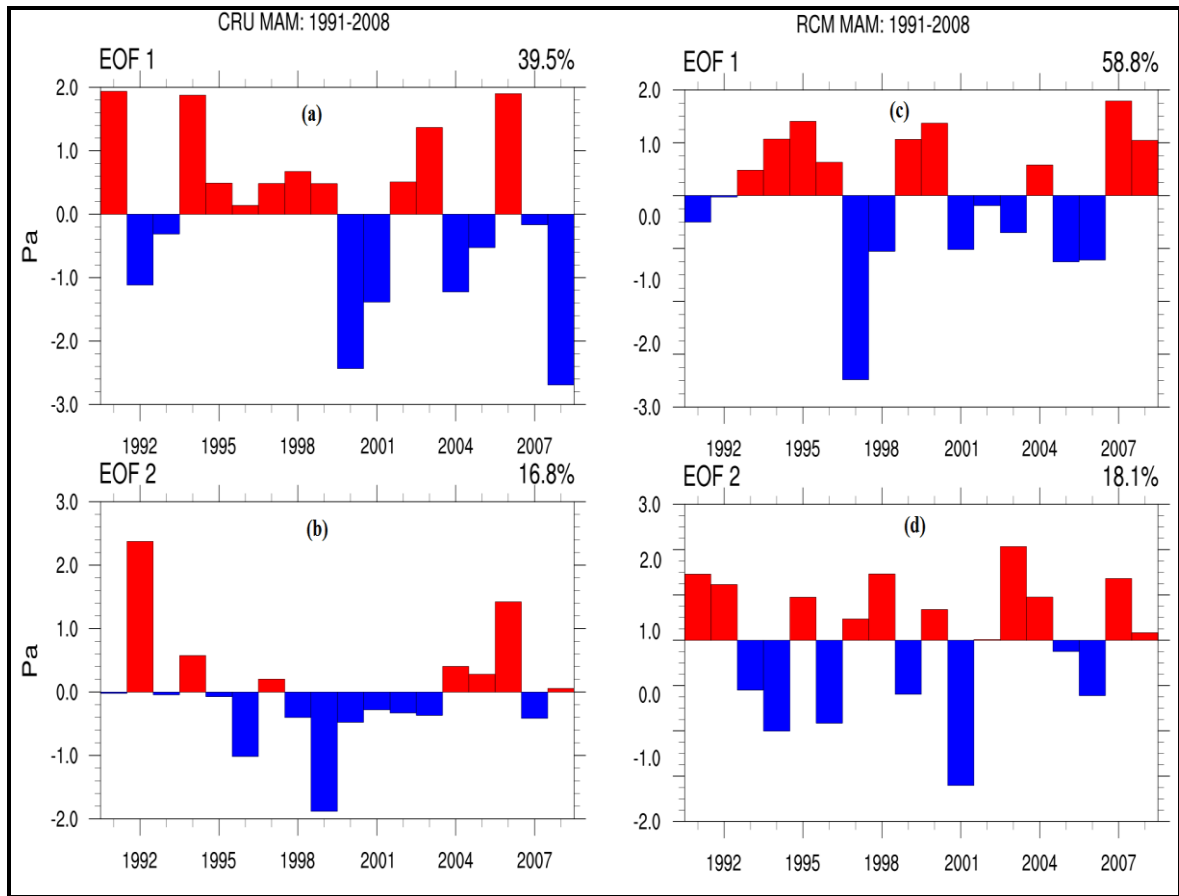 CRU MAM: 1991-2008
EOF 1 39.5%
(a)
2.0
1.0
0.0
-1.0
-2.0
-3.0
Pa
1992 1995 1998 2001 2004 2007
EOF 2 16.8%
(b)
3.0
2.0
1.0
0.0
-1.0
-2.0
Pa
1992 1995 1998 2001 2004 2007
RCM MAM: 1991-2008
EOF 1 58.8%
(c)
2.0
1.0
0.0
-1.0
-2.0
-3.0
1992 1995 1998 2001 2004 2007
EOF 2 18.1%
(d)
3.0
2.0
1.0
0.0
-1.0
-2.0
1992 1995 1998 2001 2004 2007